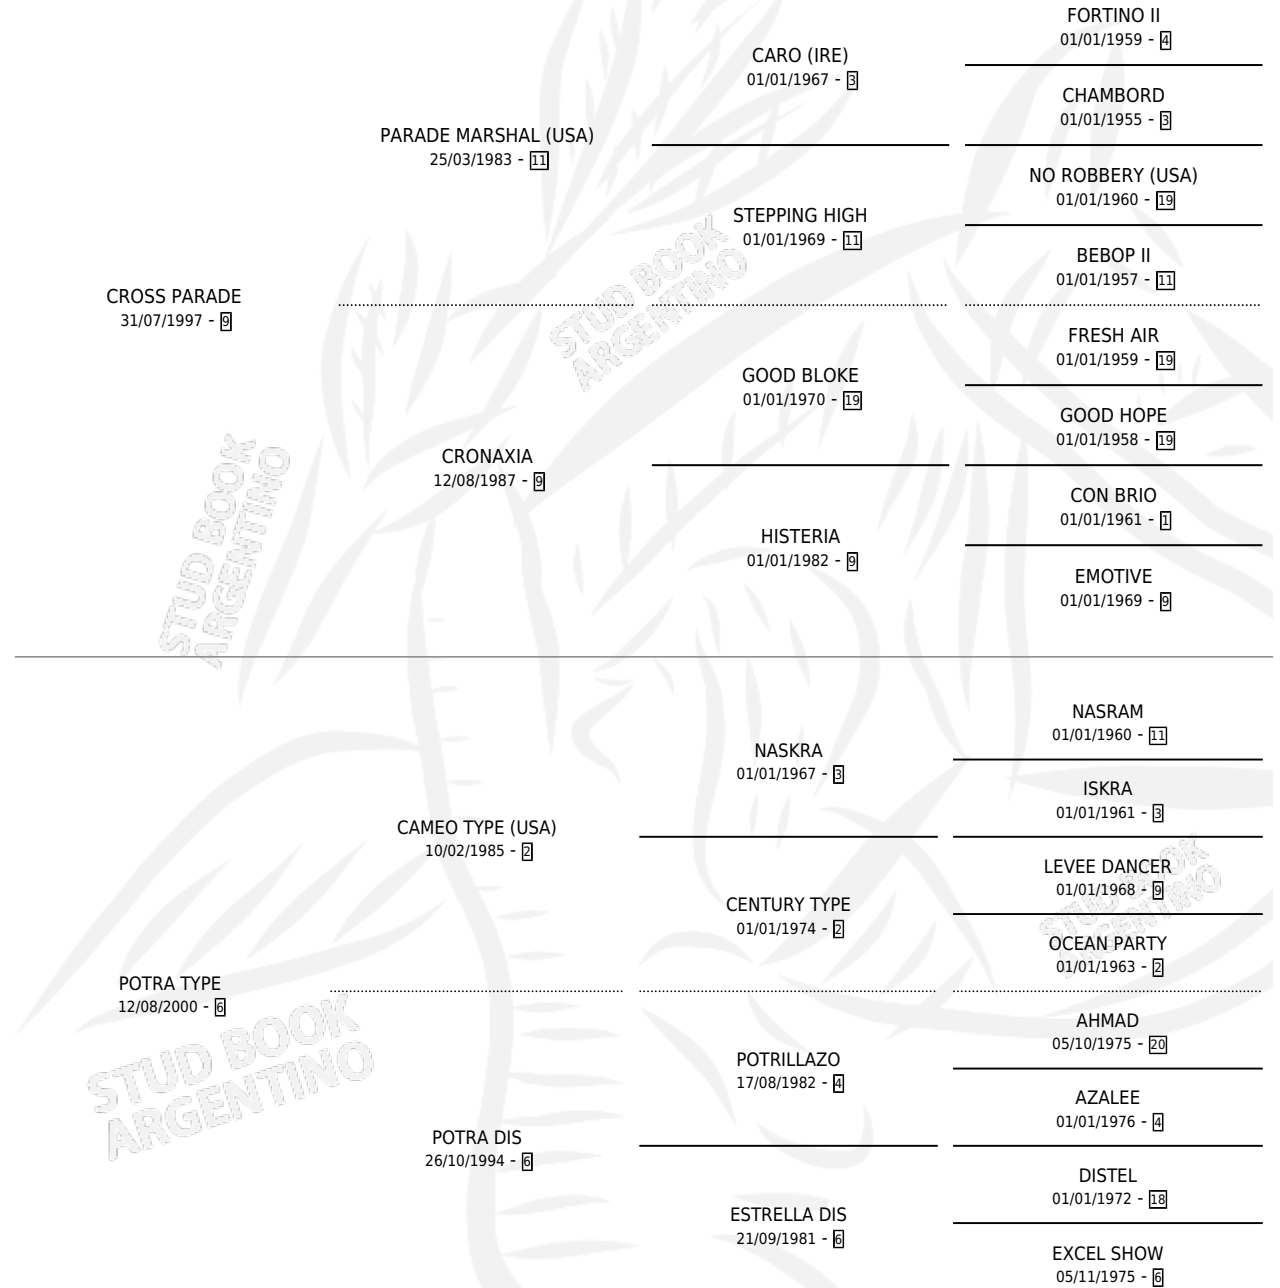 FORTINO II
01/01/1959 - 4
CARO (IRE)
01/01/1967 - 3
CHAMBORD
01/01/1955 - 3
PARADE MARSHAL (USA)
25/03/1983 - 11
NO ROBBERY (USA)
01/01/1960 - 19
STEPPING HIGH
01/01/1969 - 11
BEBOP II
01/01/1957 - 11
CROSS PARADE
31/07/1997 - 9
FRESH AIR
01/01/1959 - 19
GOOD BLOKE
01/01/1970 - 19
GOOD HOPE
01/01/1958 - 19
CRONAXIA
12/08/1987 - 9
CON BRIO
01/01/1961 - 1
HISTERIA
01/01/1982 - 9
EMOTIVE
01/01/1969 - 9
NASRAM
01/01/1960 - 11
NASKRA
01/01/1967 - 3
ISKRA
01/01/1961 - 3
CAMEO TYPE (USA)
10/02/1985 - 2
LEVEE DANCER
01/01/1968 - 9
CENTURY TYPE
01/01/1974 - 2
OCEAN PARTY
01/01/1963 - 2
POTRA TYPE
12/08/2000 - 6
AHMAD
05/10/1975 - 20
POTRILLAZO
17/08/1982 - 4
AZALEE
01/01/1976 - 4
POTRA DIS
26/10/1994 - 6
DISTEL
01/01/1972 - 18
ESTRELLA DIS
21/09/1981 - 6
EXCEL SHOW
05/11/1975 - 6
STUD BOOK
ARGENTINO
STUD BOOK
ARGENTINO
STUD BOOK
ARGENTINO
STUD BOOK
ARGENTINO